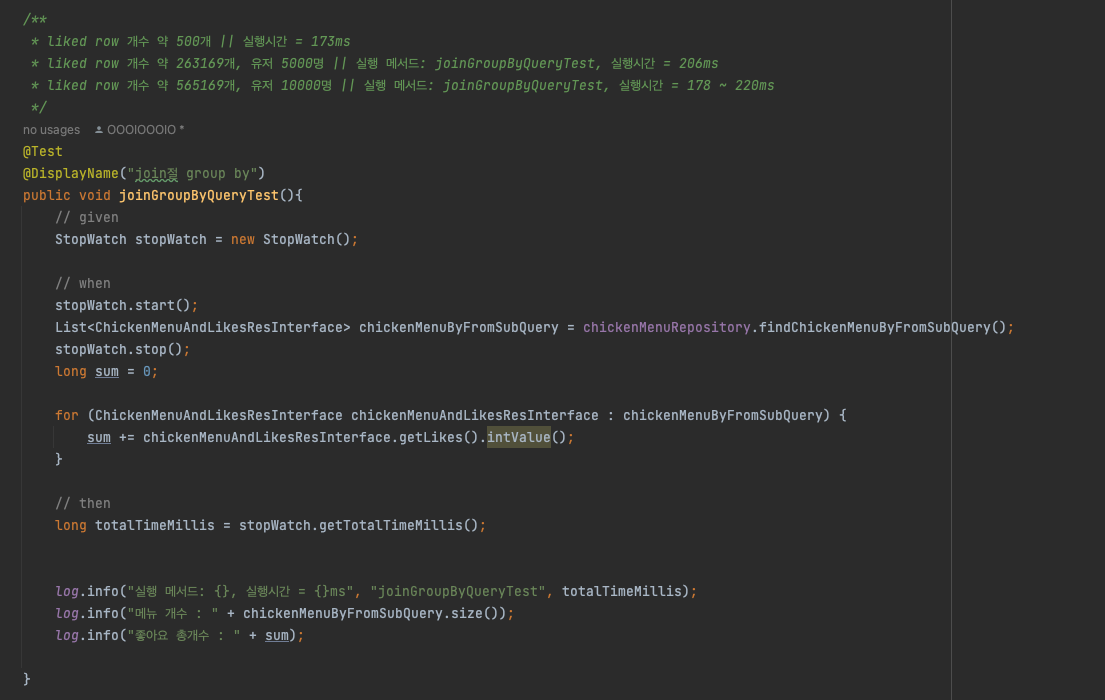 /**
 * liked row 개수 약 500개 || 실행시간 = 173ms
 * liked row 개수 약 263169개, 유저 5000명 || 실행 메서드: joinGroupByQueryTest, 실행시간 = 206ms
 * liked row 개수 약 565169개, 유저 10000명 || 실행 메서드: joinGroupByQueryTest, 실행시간 = 178 ~ 220ms
 */
no usages OOOIOOOIO *
@Test
@DisplayName("join절 group by")
public void joinGroupByQueryTest(){
    // given
    StopWatch stopWatch = new StopWatch();
    // when
    stopWatch.start();
    List<ChickenMenuAndLikesResInterface> chickenMenuByFromSubQuery = chickenMenuRepository.findChickenMenuByFromSubQuery();
    stopWatch.stop();
    long sum = 0;
    for (ChickenMenuAndLikesResInterface chickenMenuAndLikesResInterface : chickenMenuByFromSubQuery) {
        sum += chickenMenuAndLikesResInterface.getLikes().intValue();
    }
    // then
    long totalTimeMillis = stopWatch.getTotalTimeMillis();
    log.info("실행 메서드: {}, 실행시간 = {}ms", "joinGroupByQueryTest", totalTimeMillis);
    log.info("메뉴 개수 : " + chickenMenuByFromSubQuery.size());
    log.info("좋아요 총개수 : " + sum);
}